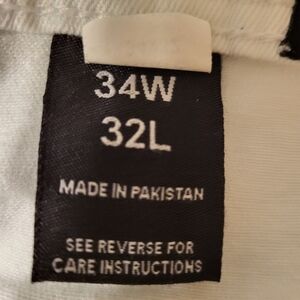 34W
32L
MADE IN PAKISTAN
SEE REVERSE FOR
CARE INSTRUCTIONS